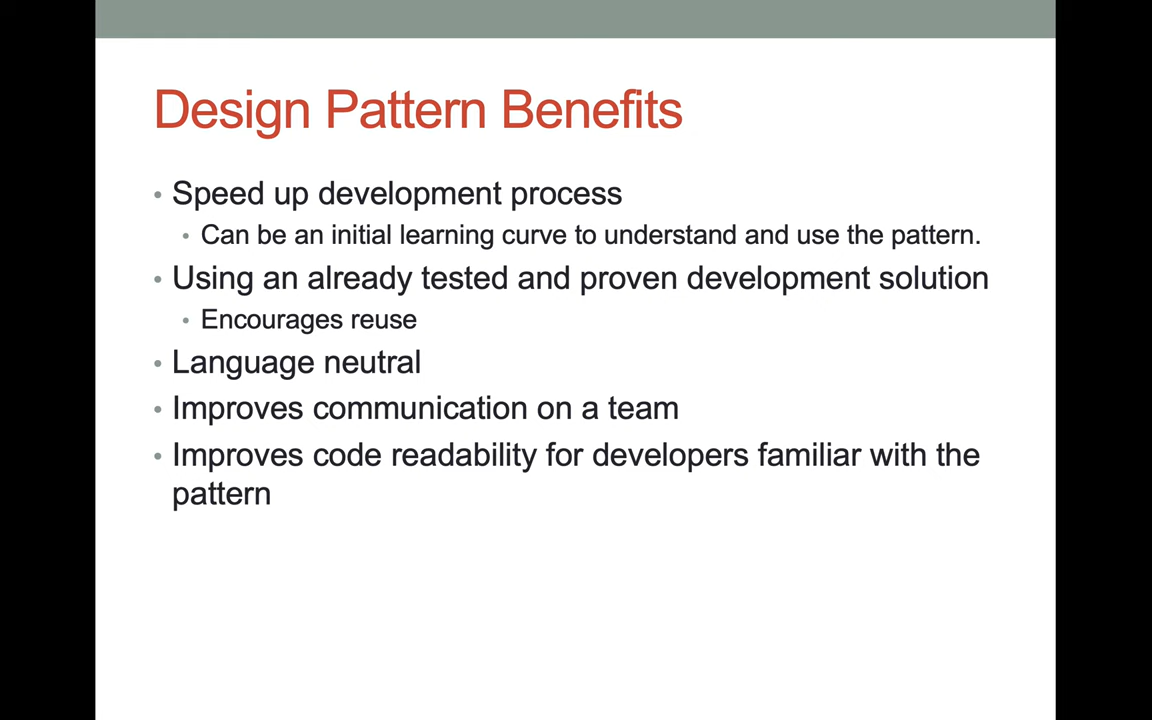 Design Pattern Benefits
• Speed up development process
• Can be an initial learning curve to understand and use the pattern.
• Using an already tested and proven development solution
• Encourages reuse
• Language neutral
• Improves communication on a team
• Improves code readability for developers familiar with the
pattern